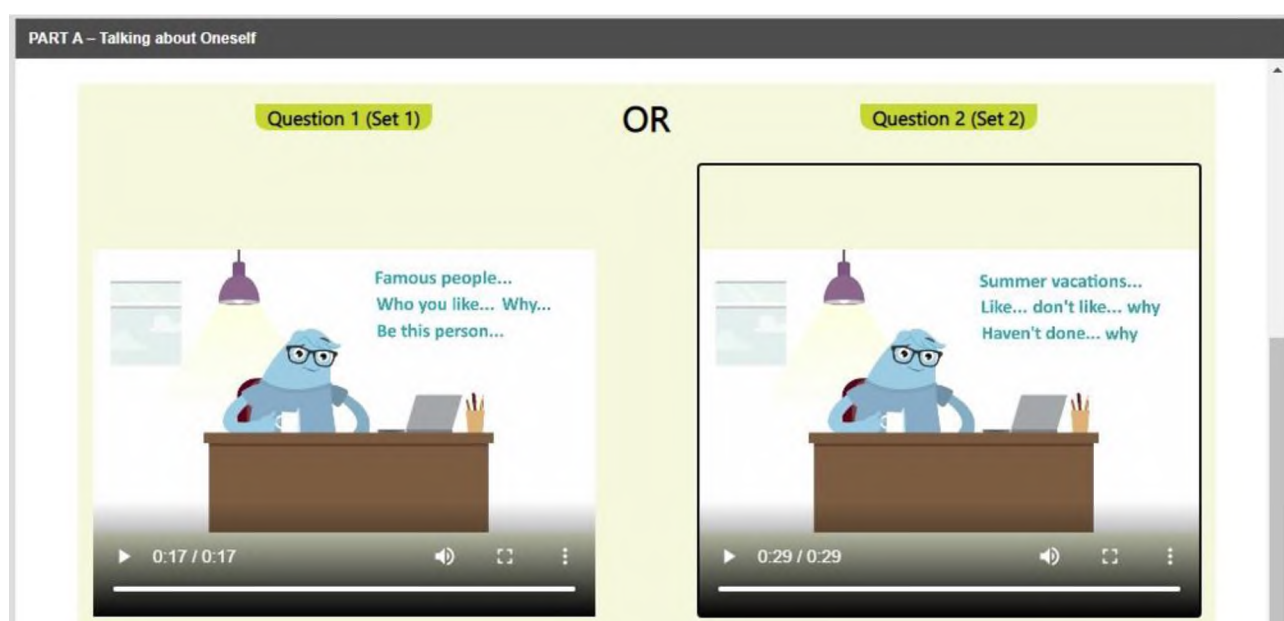 PART A – Talking about Oneself
Question 1 (Set 1)
OR
Question 2 (Set 2)
Famous people...
Who you like... Why...
Be this person...
Summer vacations...
Like... don't like... why
Haven't done... why
0:17 / 0:17
0:29 / 0:29